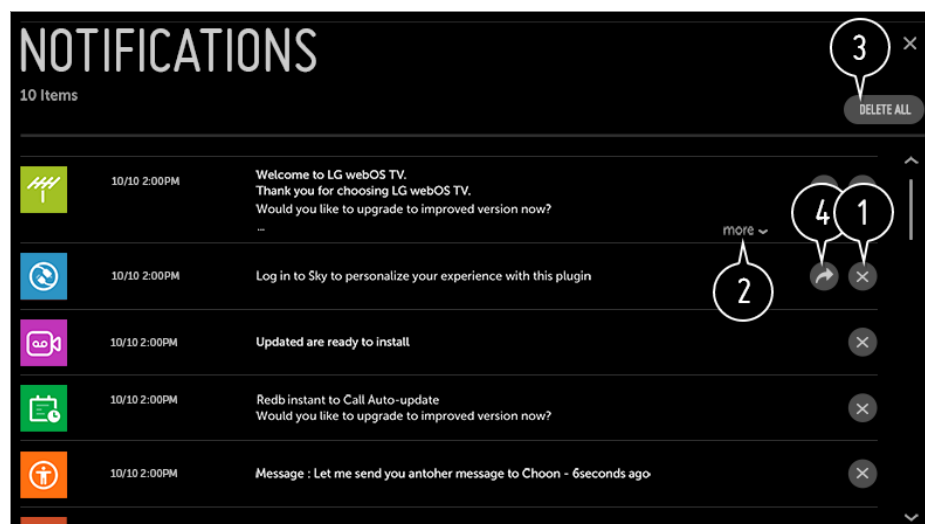 NOTIFICATIONS
10 Items
3
DELETE ALL
10/10 2:00PM
Welcome to LG webOS TV.
Thank you for choosing LG webOS TV.
Would you like to upgrade to improved version now?
...
more
4
1
2
10/10 2:00PM
Log in to Sky to personalize your experience with this plugin
10/10 2:00PM
Updated are ready to install
10/10 2:00PM
Redb instant to Call Auto-update
Would you like to upgrade to improved version now?
10/10 2:00PM
Message : Let me send you antoher message to Choon - 6seconds ago